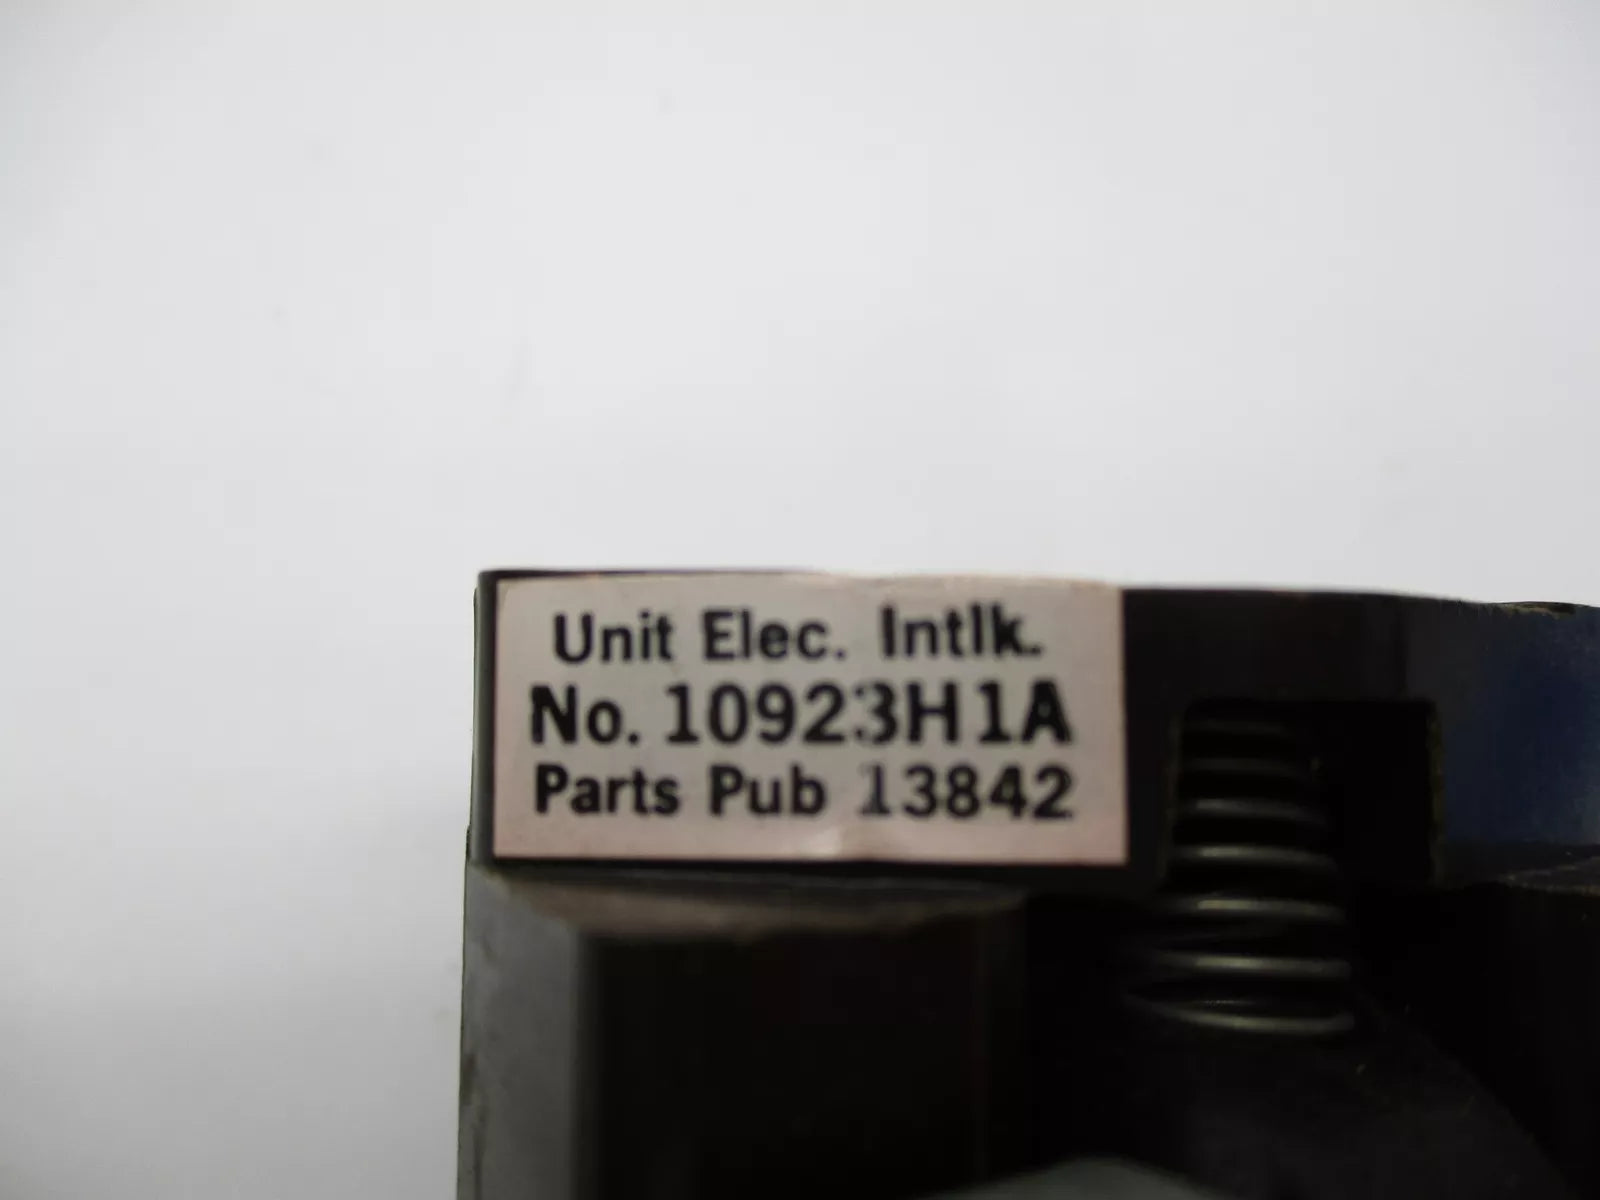 Unit Elec. Intlk.
No. 10923H1A
Parts Pub 13842